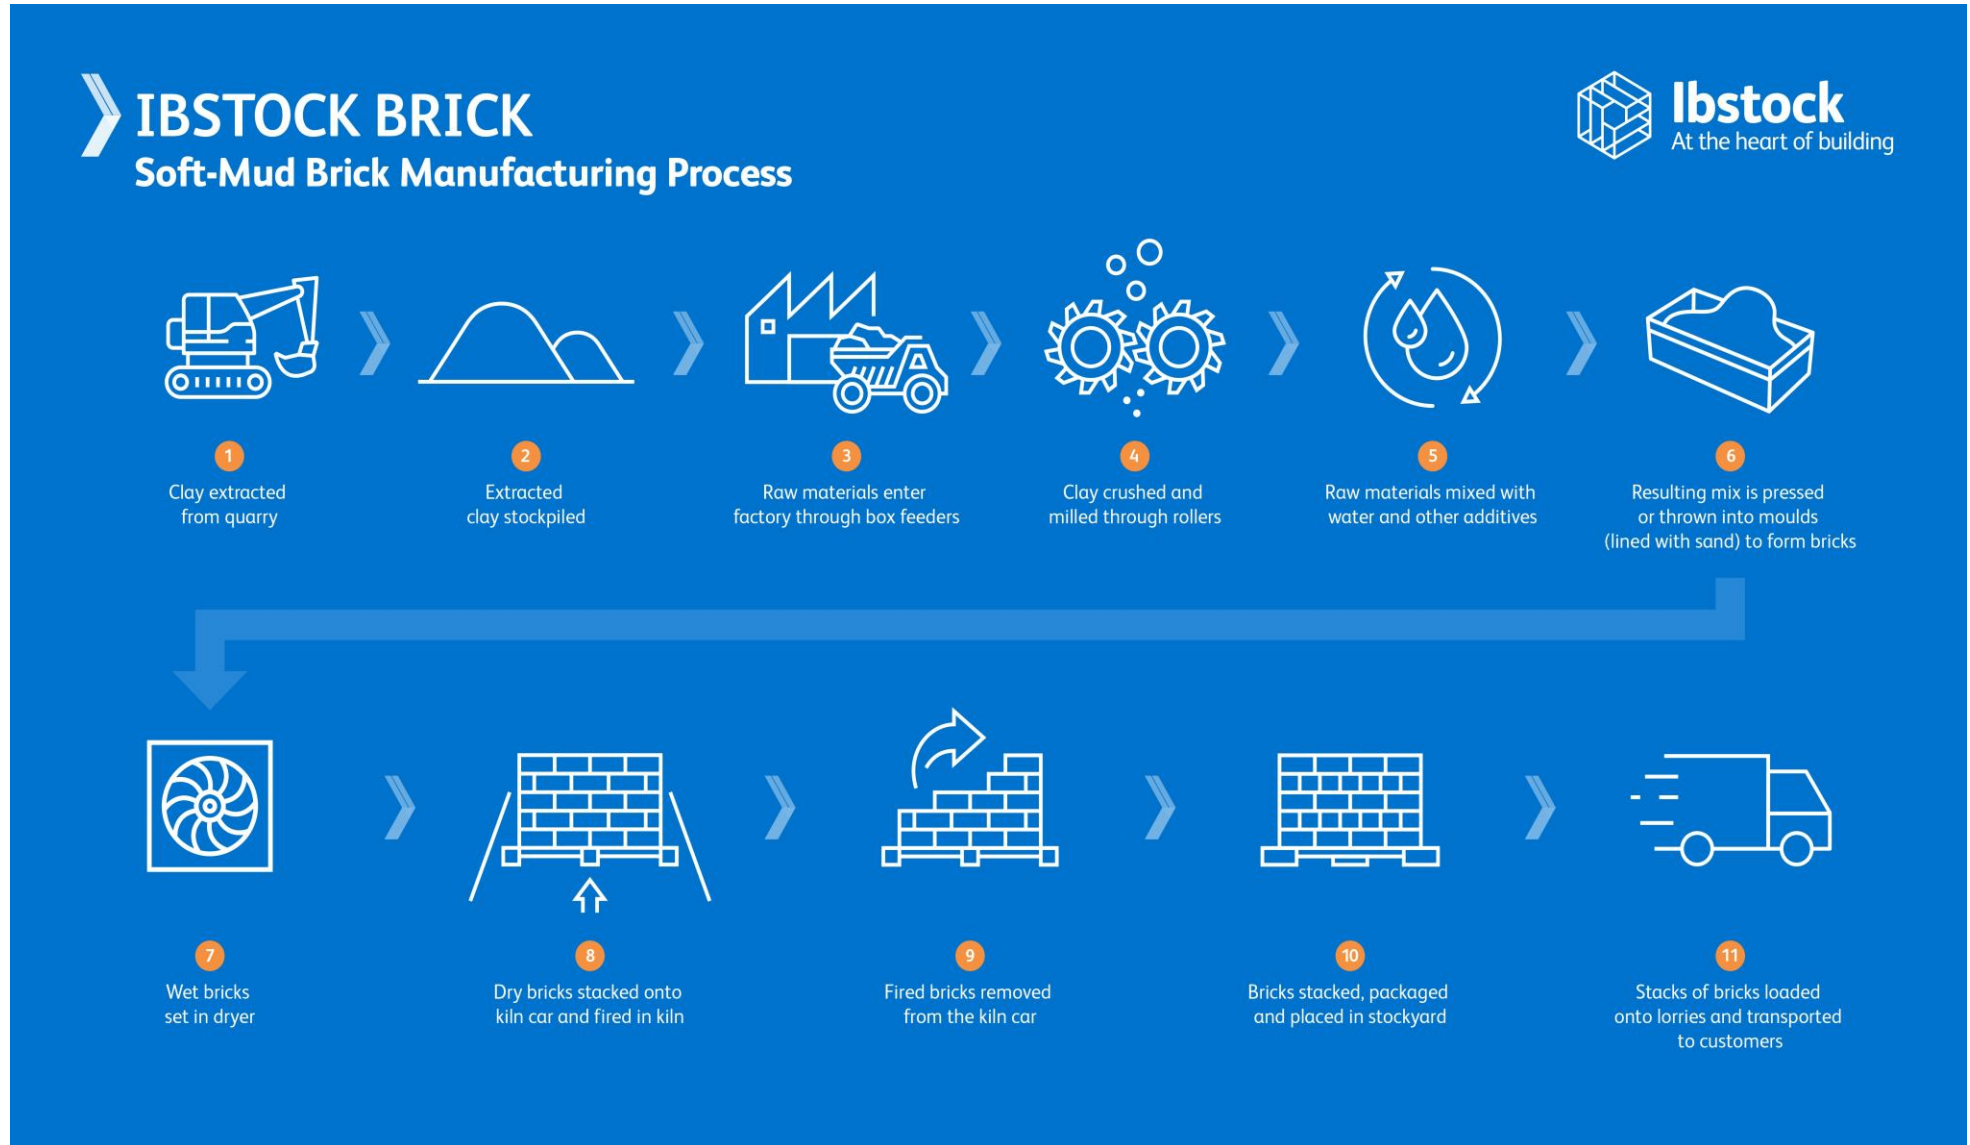 IBSTOCK BRICK
Soft-Mud Brick Manufacturing Process
Ibstock
At the heart of building
1
Clay extracted
from quarry
2
Extracted
clay stockpiled
3
Raw materials enter
factory through box feeders
4
Clay crushed and
milled through rollers
5
Raw materials mixed with
water and other additives
6
Resulting mix is pressed
or thrown into moulds
(lined with sand) to form bricks
7
Wet bricks
set in dryer
8
Dry bricks stacked onto
kiln car and fired in kiln
9
Fired bricks removed
from the kiln car
10
Bricks stacked, packaged
and placed in stockyard
11
Stacks of bricks loaded
onto lorries and transported
to customers